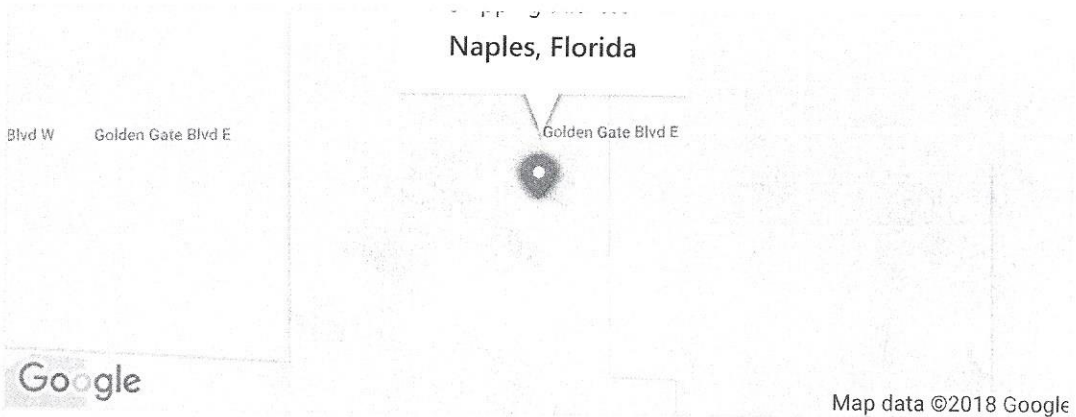 Naples, Florida
Blvd W
Golden Gate Blvd E
Golden Gate Blvd E
Google
Map data ©2018 Google